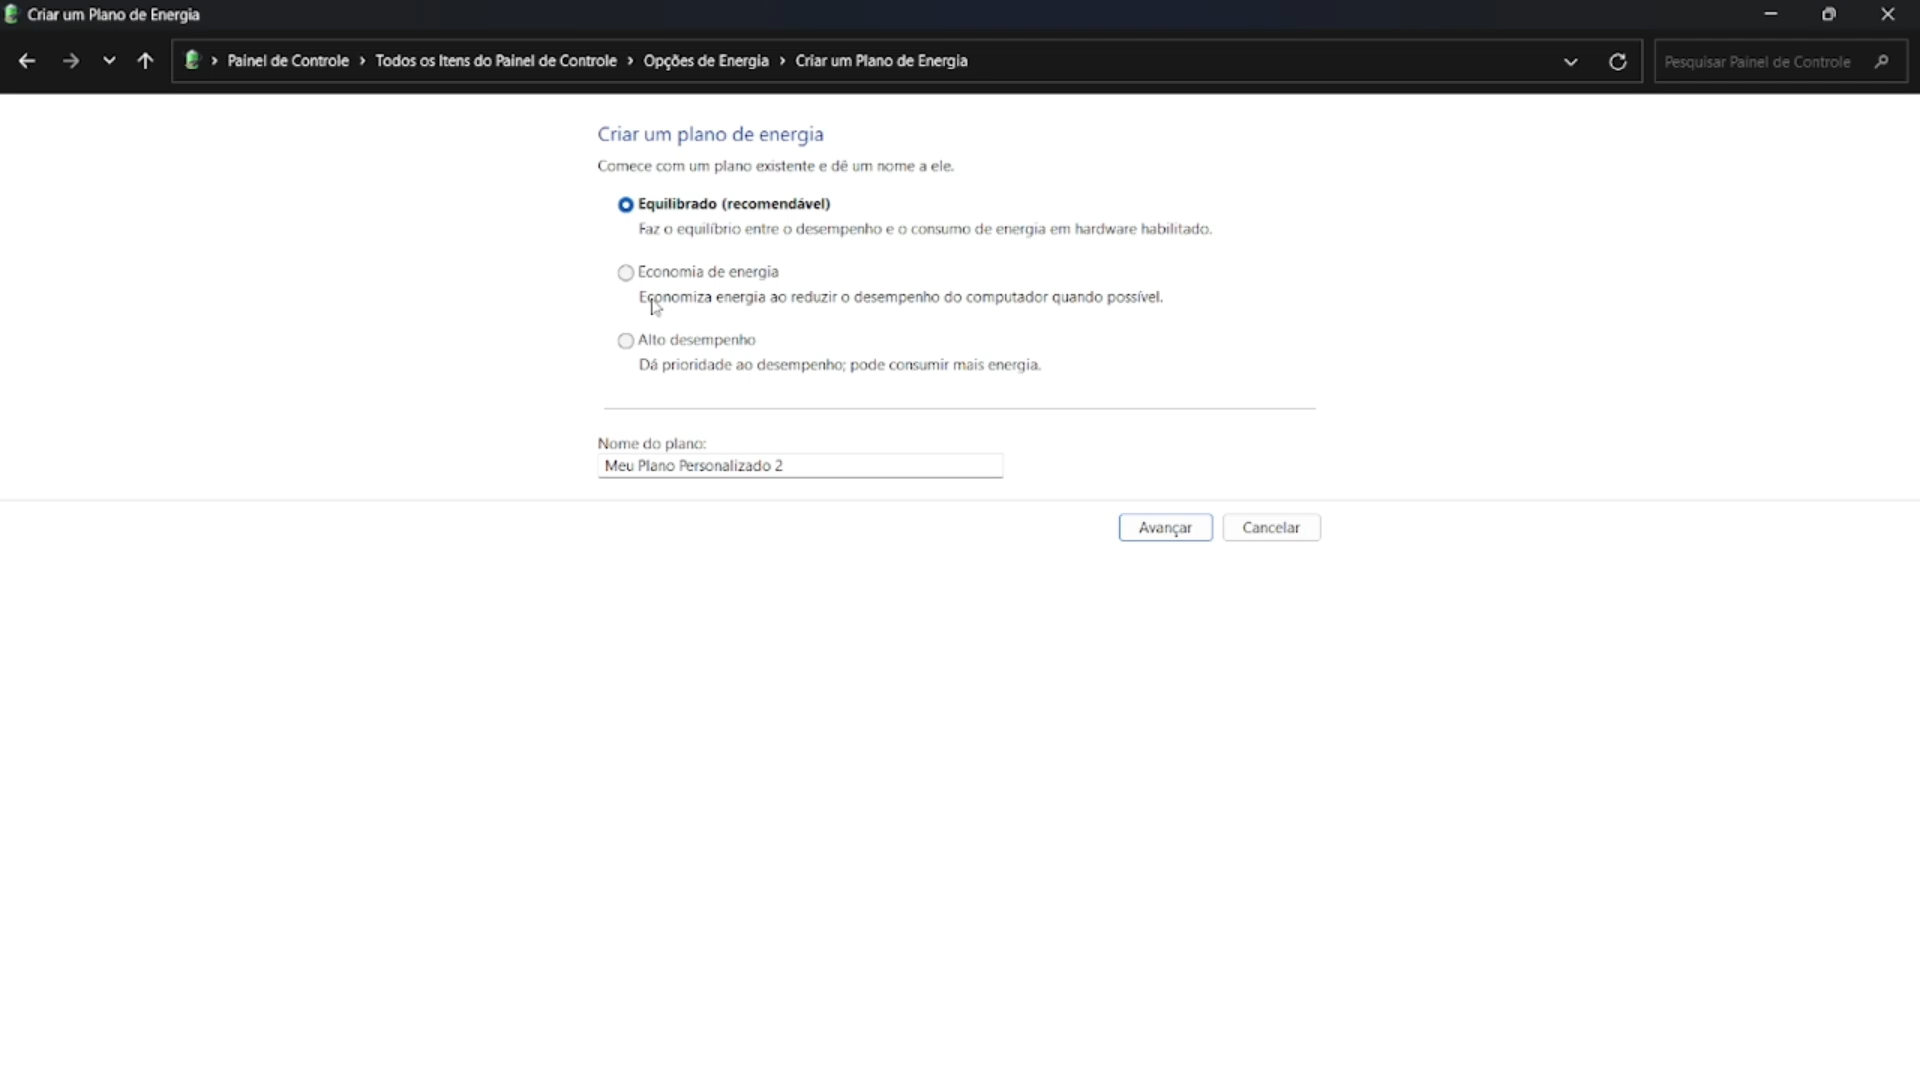 Criar um Plano de Energia
Painel de Controle > Todos os Itens do Painel de Controle > Opções de Energia > Criar um Plano de Energia
Pesquisar Painel de Controle
Criar um plano de energia
Comece com um plano existente e dê um nome a ele.
Equilibrado (recomendável)
Faz o equilíbrio entre o desempenho e o consumo de energia em hardware habilitado.
Economia de energia
Economiza energia ao reduzir o desempenho do computador quando possível.
Alto desempenho
Dá prioridade ao desempenho; pode consumir mais energia.
Nome do plano:
Meu Plano Personalizado 2
Avançar
Cancelar